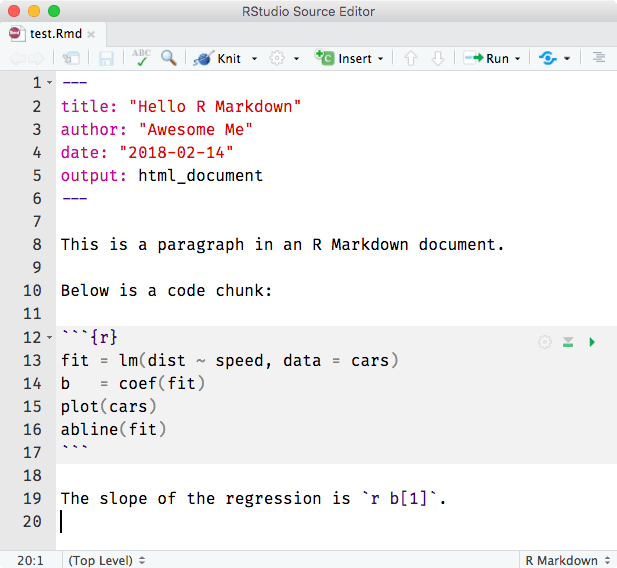 RStudio Source Editor
test.Rmd
ABC Knit Insert Run
1 ---
2 title: "Hello R Markdown"
3 author: "Awesome Me"
4 date: "2018-02-14"
5 output: html_document
6 ---
7
8 This is a paragraph in an R Markdown document.
9
10 Below is a code chunk:
11
12 ```{r}
13 fit = lm(dist ~ speed, data = cars)
14 b   = coef(fit)
15 plot(cars)
16 abline(fit)
17 ```
18
19 The slope of the regression is `r b[1]`.
20
20:1 (Top Level) R Markdown